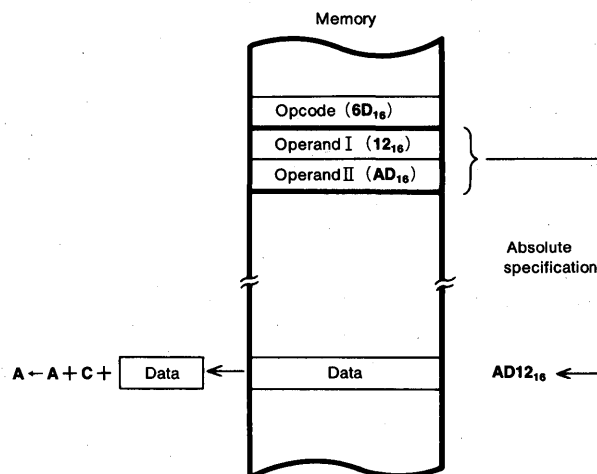 Memory
Opcode (6D₁₆)
Operand Ⅰ (12₁₆)
Operand Ⅱ (AD₁₆)
Absolute
specification
A←A+C+ Data
Data
AD12₁₆